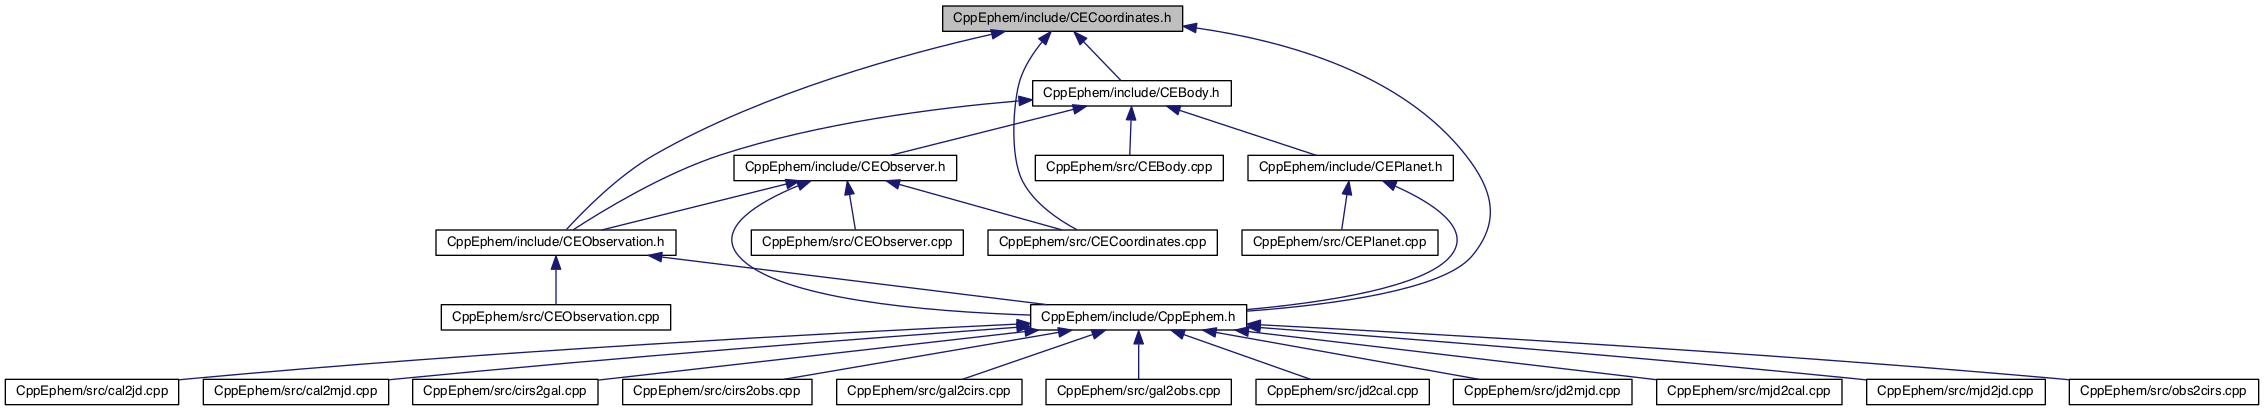 CppEphem/include/CECoordinates.h
CppEphem/include/CEBody.h
CppEphem/include/CEObserver.h
CppEphem/src/CEBody.cpp
CppEphem/include/CEPlanet.h
CppEphem/include/CEObservation.h
CppEphem/src/CEObserver.cpp
CppEphem/src/CECoordinates.cpp
CppEphem/src/CEPlanet.cpp
CppEphem/src/CEObservation.cpp
CppEphem/include/CppEphem.h
CppEphem/src/cal2jd.cpp
CppEphem/src/cal2mjd.cpp
CppEphem/src/cirs2gal.cpp
CppEphem/src/cirs2obs.cpp
CppEphem/src/gal2cirs.cpp
CppEphem/src/gal2obs.cpp
CppEphem/src/jd2cal.cpp
CppEphem/src/jd2mjd.cpp
CppEphem/src/mjd2cal.cpp
CppEphem/src/mjd2jd.cpp
CppEphem/src/obs2cirs.cpp